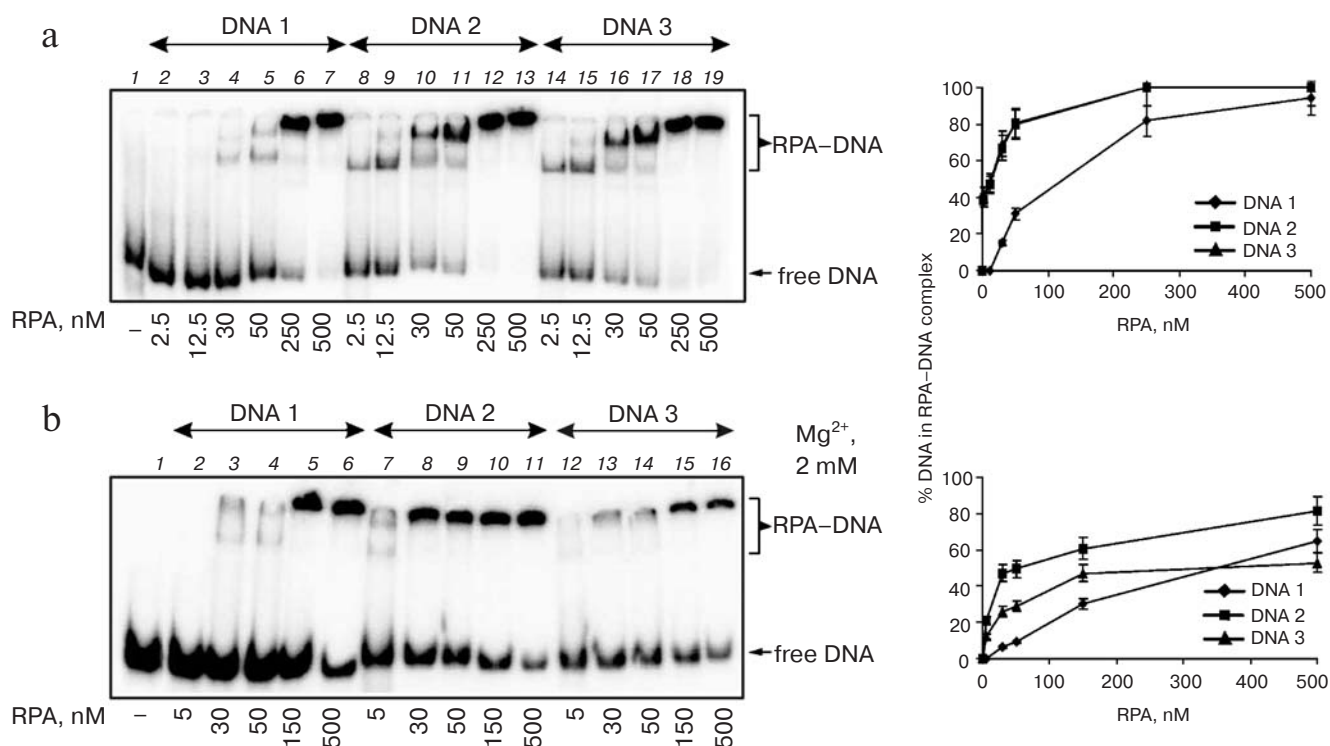 a
DNA 1 DNA 2 DNA 3
1 2 3 4 5 6 7 8 9 10 11 12 13 14 15 16 17 18 19
RPA–DNA
free DNA
RPA, nM – 2.5 12.5 30 50 250 500 2.5 12.5 30 50 250 500 2.5 12.5 30 50 250 500
100
80
60
40
20
0
0 100 200 300 400 500
RPA, nM
DNA 1
DNA 2
DNA 3
% DNA in RPA–DNA complex
b
DNA 1 DNA 2 DNA 3
Mg²⁺,
2 mM
1 2 3 4 5 6 7 8 9 10 11 12 13 14 15 16
RPA–DNA
free DNA
RPA, nM – 5 30 50 150 500 5 30 50 150 500 5 30 50 150 500
100
80
60
40
20
0
0 100 200 300 400 500
RPA, nM
DNA 1
DNA 2
DNA 3